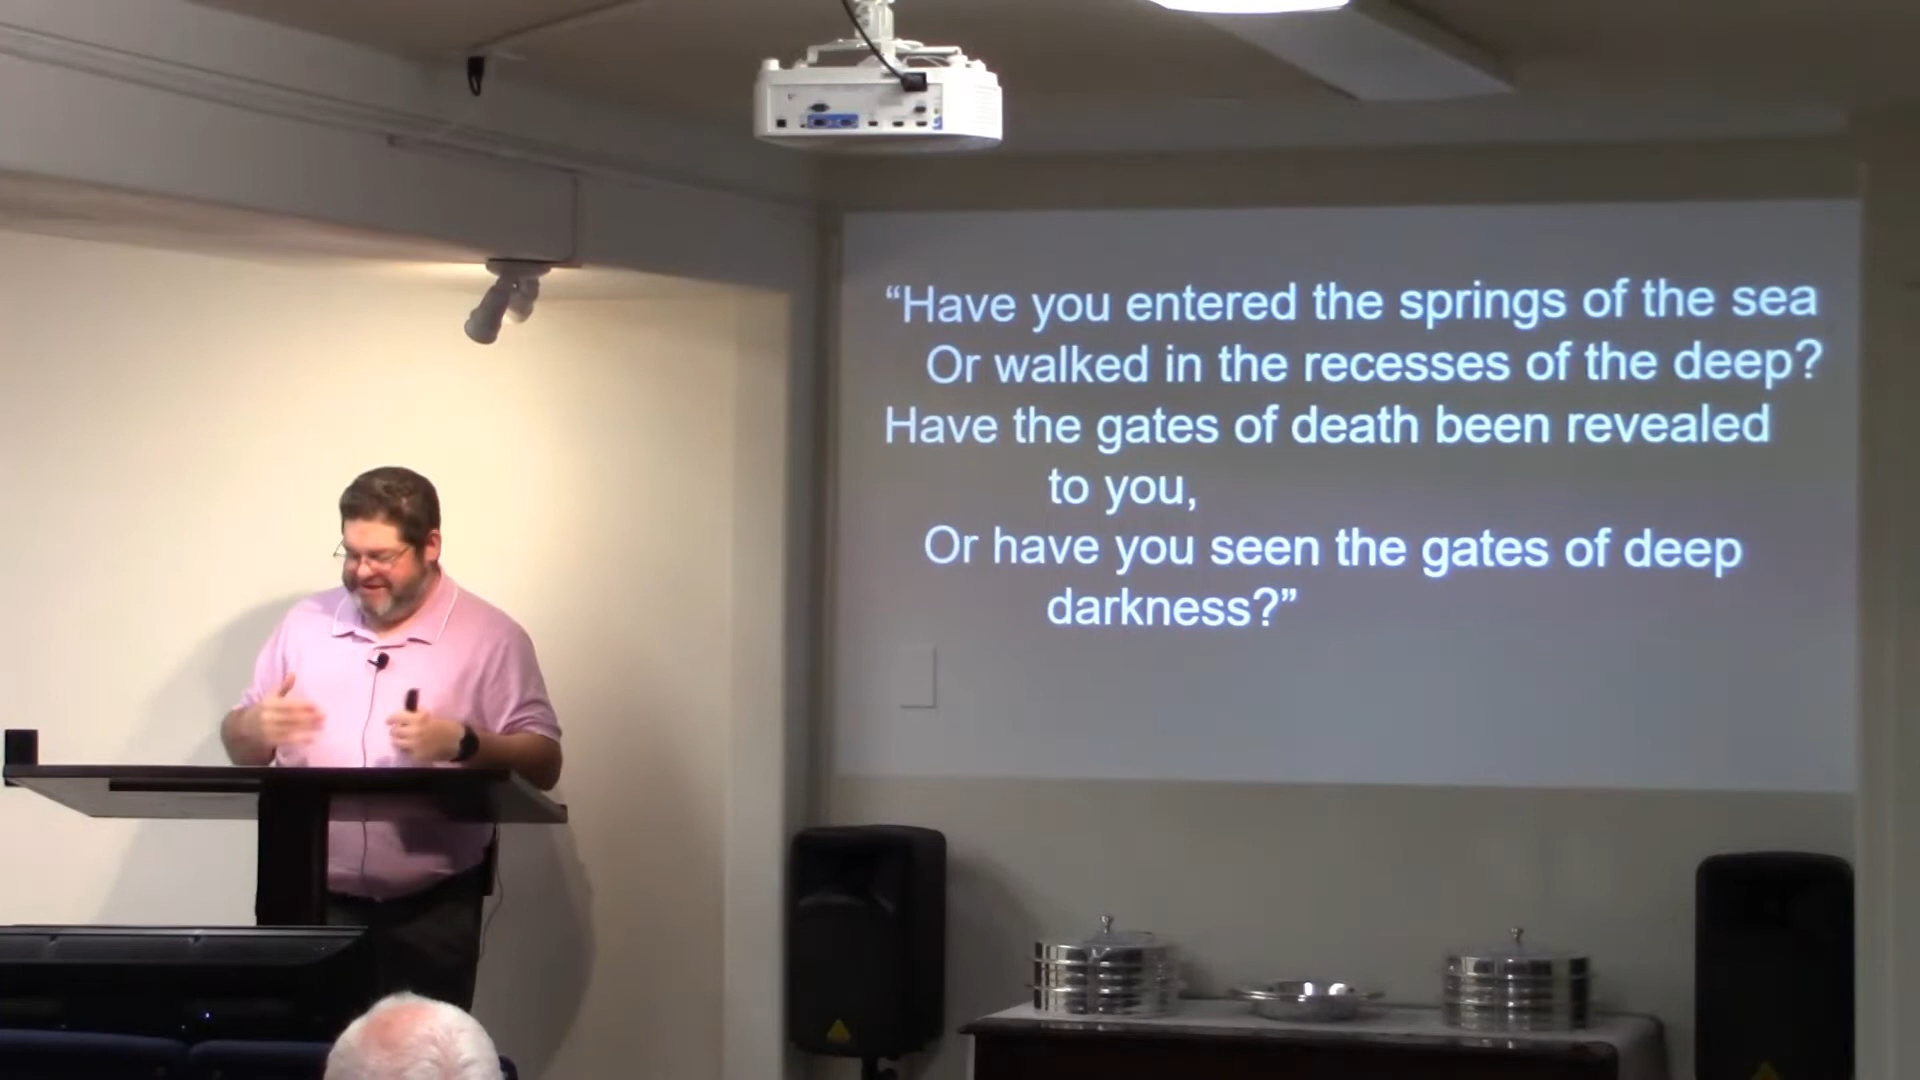 “Have you entered the springs of the sea
Or walked in the recesses of the deep?
Have the gates of death been revealed
to you,
Or have you seen the gates of deep
darkness?”